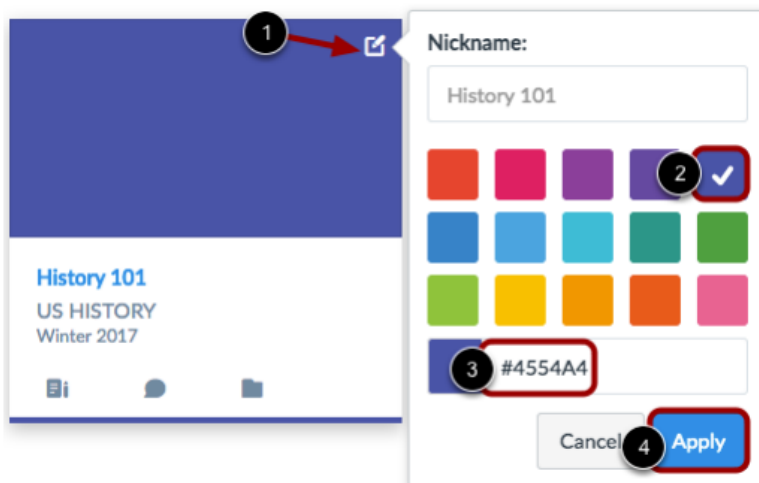 1
Nickname:
History 101
2
History 101
US HISTORY
Winter 2017
3 #4554A4
Cancel 4 Apply